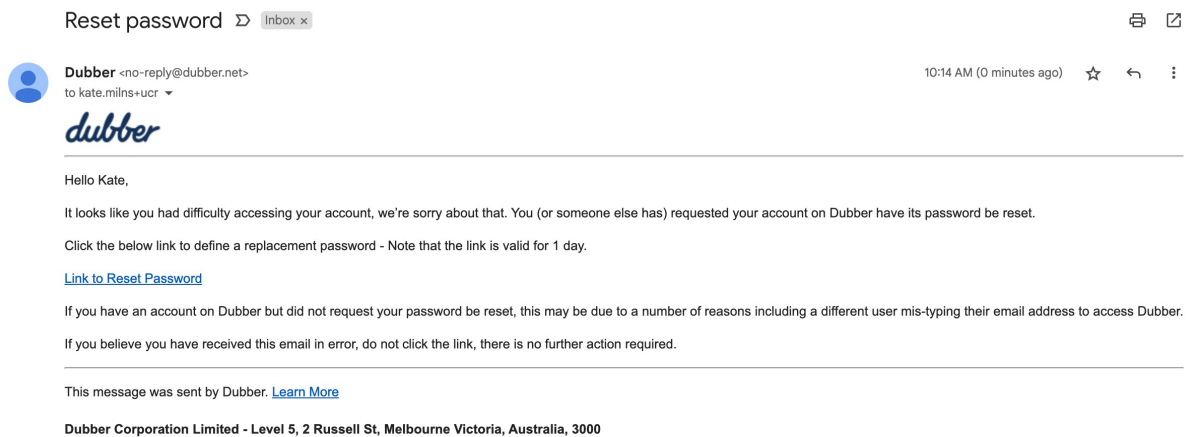 Reset password Inbox ×
Dubber <no-reply@dubber.net> 10:14 AM (0 minutes ago)
to kate.milns+ucr
dubber
Hello Kate,
It looks like you had difficulty accessing your account, we're sorry about that. You (or someone else has) requested your account on Dubber have its password be reset.
Click the below link to define a replacement password - Note that the link is valid for 1 day.
Link to Reset Password
If you have an account on Dubber but did not request your password be reset, this may be due to a number of reasons including a different user mis-typing their email address to access Dubber.
If you believe you have received this email in error, do not click the link, there is no further action required.
This message was sent by Dubber. Learn More
Dubber Corporation Limited - Level 5, 2 Russell St, Melbourne Victoria, Australia, 3000